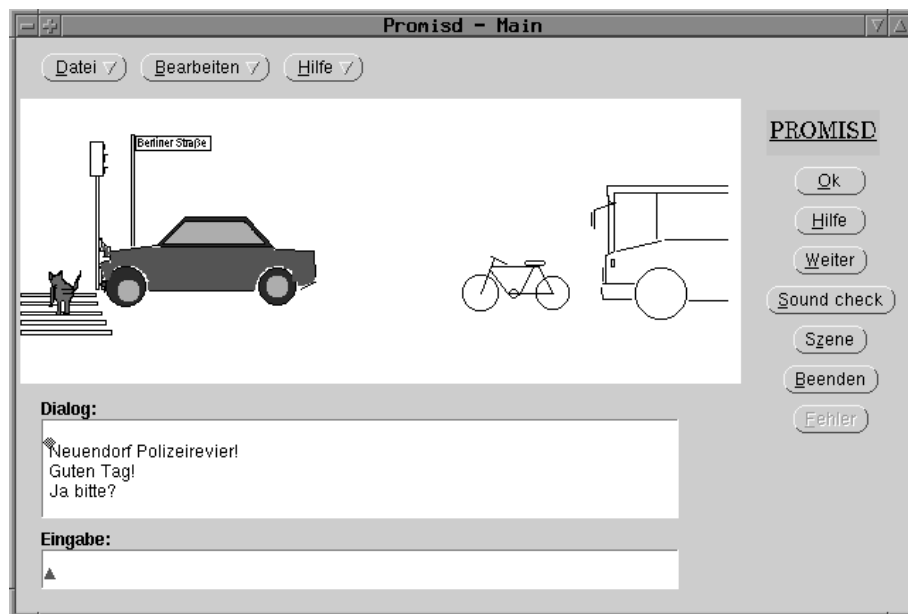 Promisd - Main
Datei
Bearbeiten
Hilfe
Berliner Straße
PROMISD
Ok
Hilfe
Weiter
Sound check
Szene
Beenden
Fehler
Dialog:
Neuendorf Polizeirevier!
Guten Tag!
Ja bitte?
Eingabe: